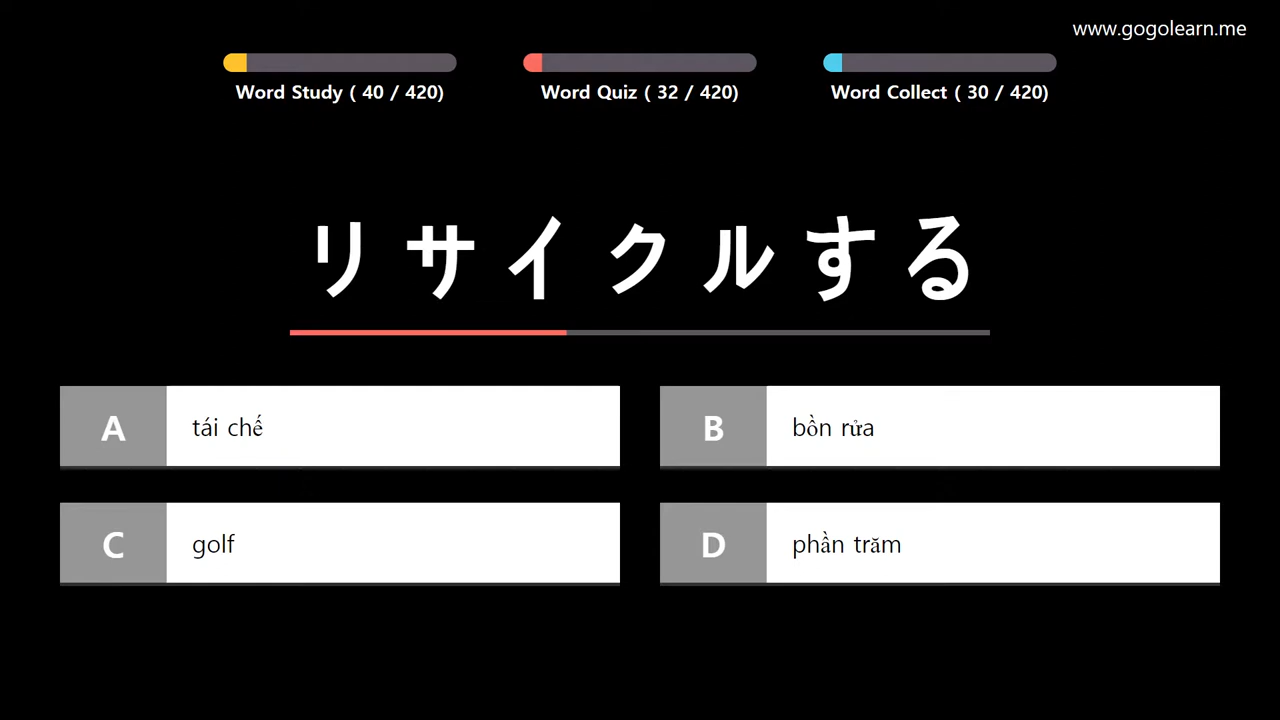 www.gogolearn.me
Word Study ( 40 / 420)
Word Quiz ( 32 / 420)
Word Collect ( 30 / 420)
リサイクルする
A tái chế
B bồn rửa
C golf
D phần trăm